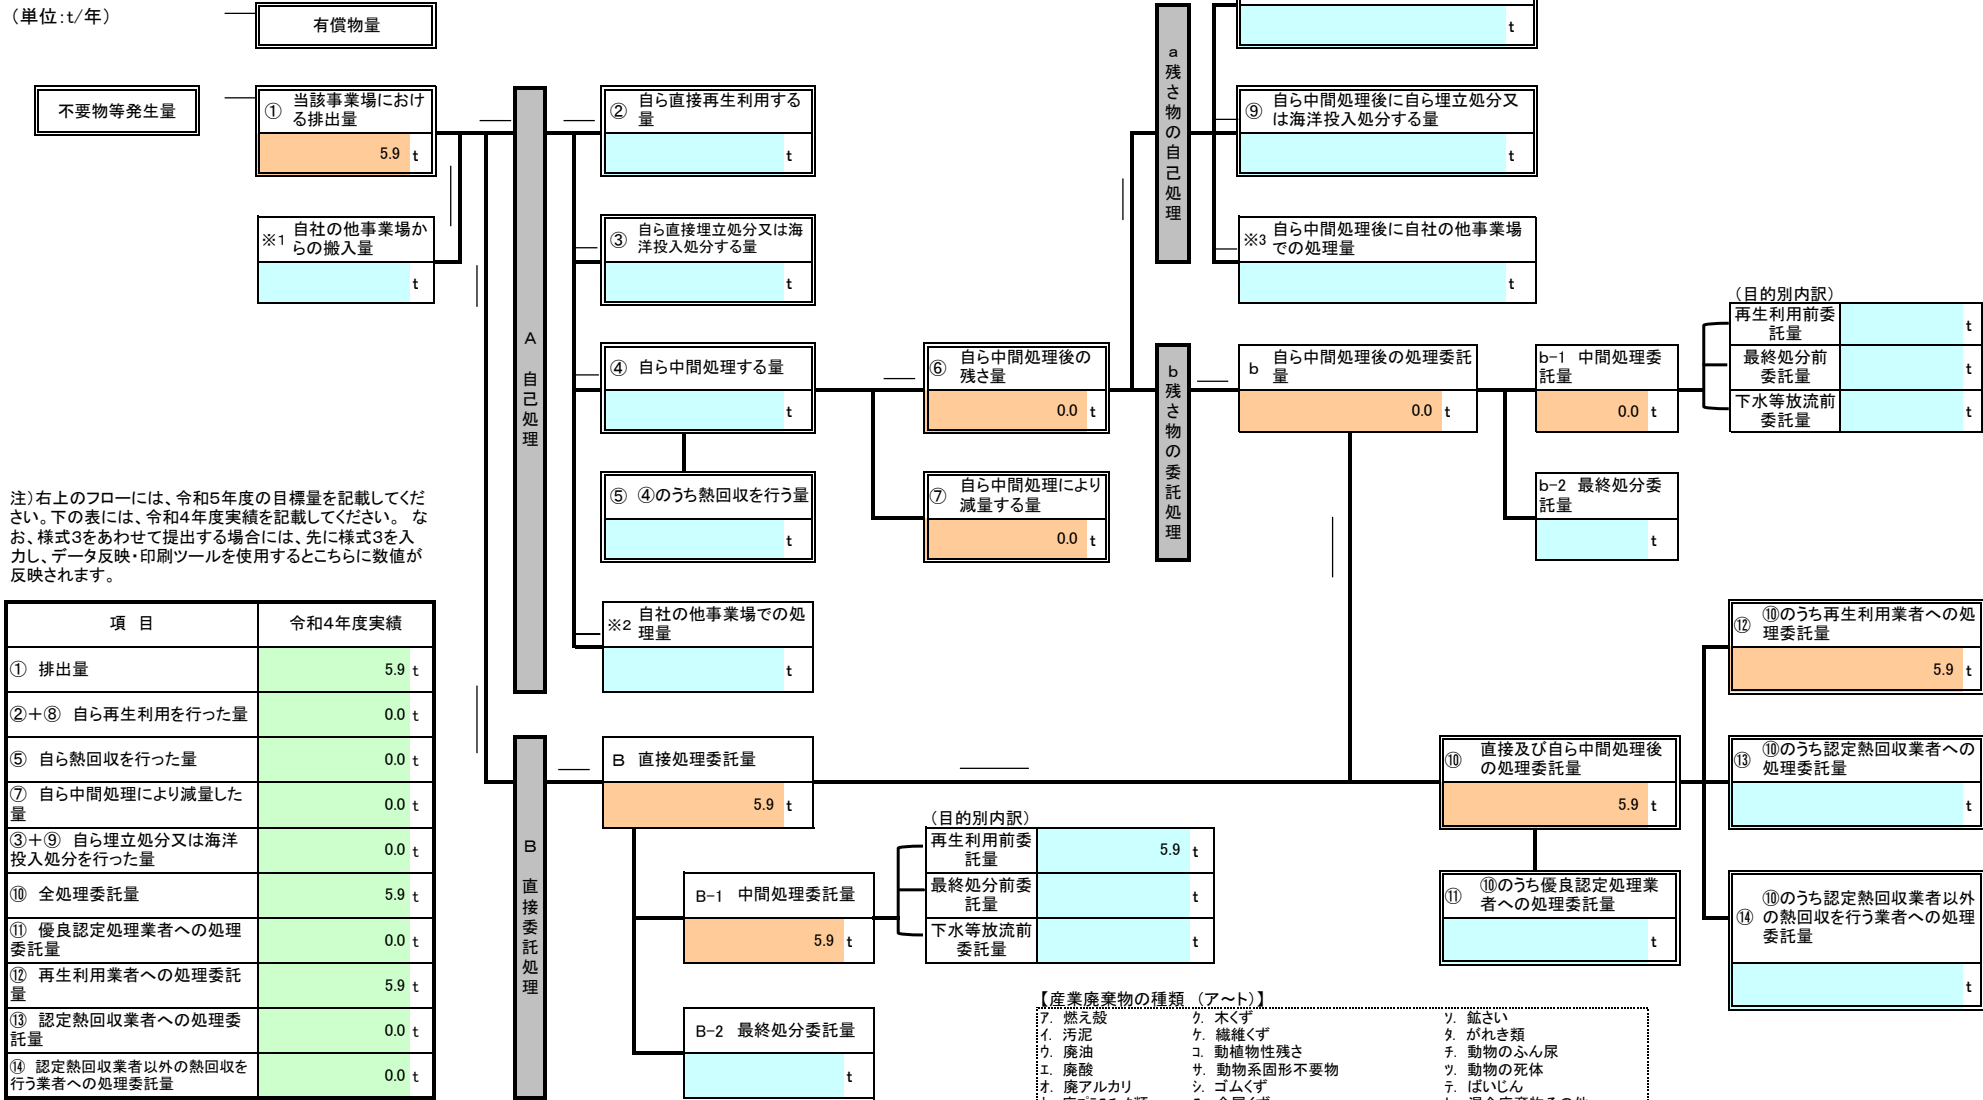 （単位:ｔ/年）
有償物量
ｔ
不要物等発生量
① 当該事業場におけ
る排出量
5.9 ｔ
※1 自社の他事業場か
らの搬入量
ｔ
A 自己処理
② 自ら直接再生利用する
量
ｔ
③ 自ら直接埋立処分又は海
洋投入処分する量
ｔ
④ 自ら中間処理する量
ｔ
⑤ ④のうち熱回収を行う量
ｔ
※2 自社の他事業場での処
理量
ｔ
⑥ 自ら中間処理後の
残さ量
0.0 ｔ
⑦ 自ら中間処理により
減量する量
0.0 ｔ
a 残さ物の自己処理
⑨ 自ら中間処理後に自ら埋立処分又
は海洋投入処分する量
ｔ
※3 自ら中間処理後に自社の他事業場
での処理量
ｔ
b 残さ物の委託処理
b 自ら中間処理後の処理委託
量
0.0 ｔ
b-1 中間処理委
託量
0.0 ｔ
b-2 最終処分委
託量
ｔ
（目的別内訳）
再生利用前委
託量
ｔ
最終処分前
委託量
ｔ
下水等放流前
委託量
ｔ
注）右上のフローには、令和５年度の目標量を記載してくだ
さい。下の表には、令和４年度実績を記載してください。 な
お、様式３をあわせて提出する場合には、先に様式３を入
力し、データ反映・印刷ツールを使用するとこちらに数値が
反映されます。
項 目 令和４年度実績
① 排出量 5.9 ｔ
②＋⑧ 自ら再生利用を行った量 0.0 ｔ
⑤ 自ら熱回収を行った量 0.0 ｔ
⑦ 自ら中間処理により減量した
量 0.0 ｔ
③＋⑨ 自ら埋立処分又は海洋
投入処分を行った量 0.0 ｔ
⑩ 全処理委託量 5.9 ｔ
⑪ 優良認定処理業者への処理
委託量 0.0 ｔ
⑫ 再生利用業者への処理委託
量 5.9 ｔ
⑬ 認定熱回収業者への処理委
託量 0.0 ｔ
⑭ 認定熱回収業者以外の熱回収を
行う業者への処理委託量 0.0 ｔ
B 直接委託処理
B 直接処理委託量
5.9 ｔ
B-1 中間処理委託量
5.9 ｔ
B-2 最終処分委託量
ｔ
（目的別内訳）
再生利用前委
託量
5.9 ｔ
最終処分前委
託量
ｔ
下水等放流前
委託量
ｔ
⑩ 直接及び自ら中間処理後
の処理委託量
5.9 ｔ
⑪ ⑩のうち優良認定処理業
者への処理委託量
ｔ
⑫ ⑩のうち再生利用業者への処
理委託量
5.9 ｔ
⑬ ⑩のうち認定熱回収業者への
処理委託量
ｔ
⑭ ⑩のうち認定熱回収業者以外
の熱回収を行う業者への処理
委託量
ｔ
【産業廃棄物の種類 （ア～ト）】
ア. 燃え殻 ク. 木くず ソ. 鉱さい
イ. 汚泥 ケ. 繊維くず タ. がれき類
ウ. 廃油 コ. 動植物性残さ チ. 動物のふん尿
エ. 廃酸 サ. 動物系固形不要物 ツ. 動物の死体
オ. 廃アルカリ シ. ゴムくず テ. ばいじん